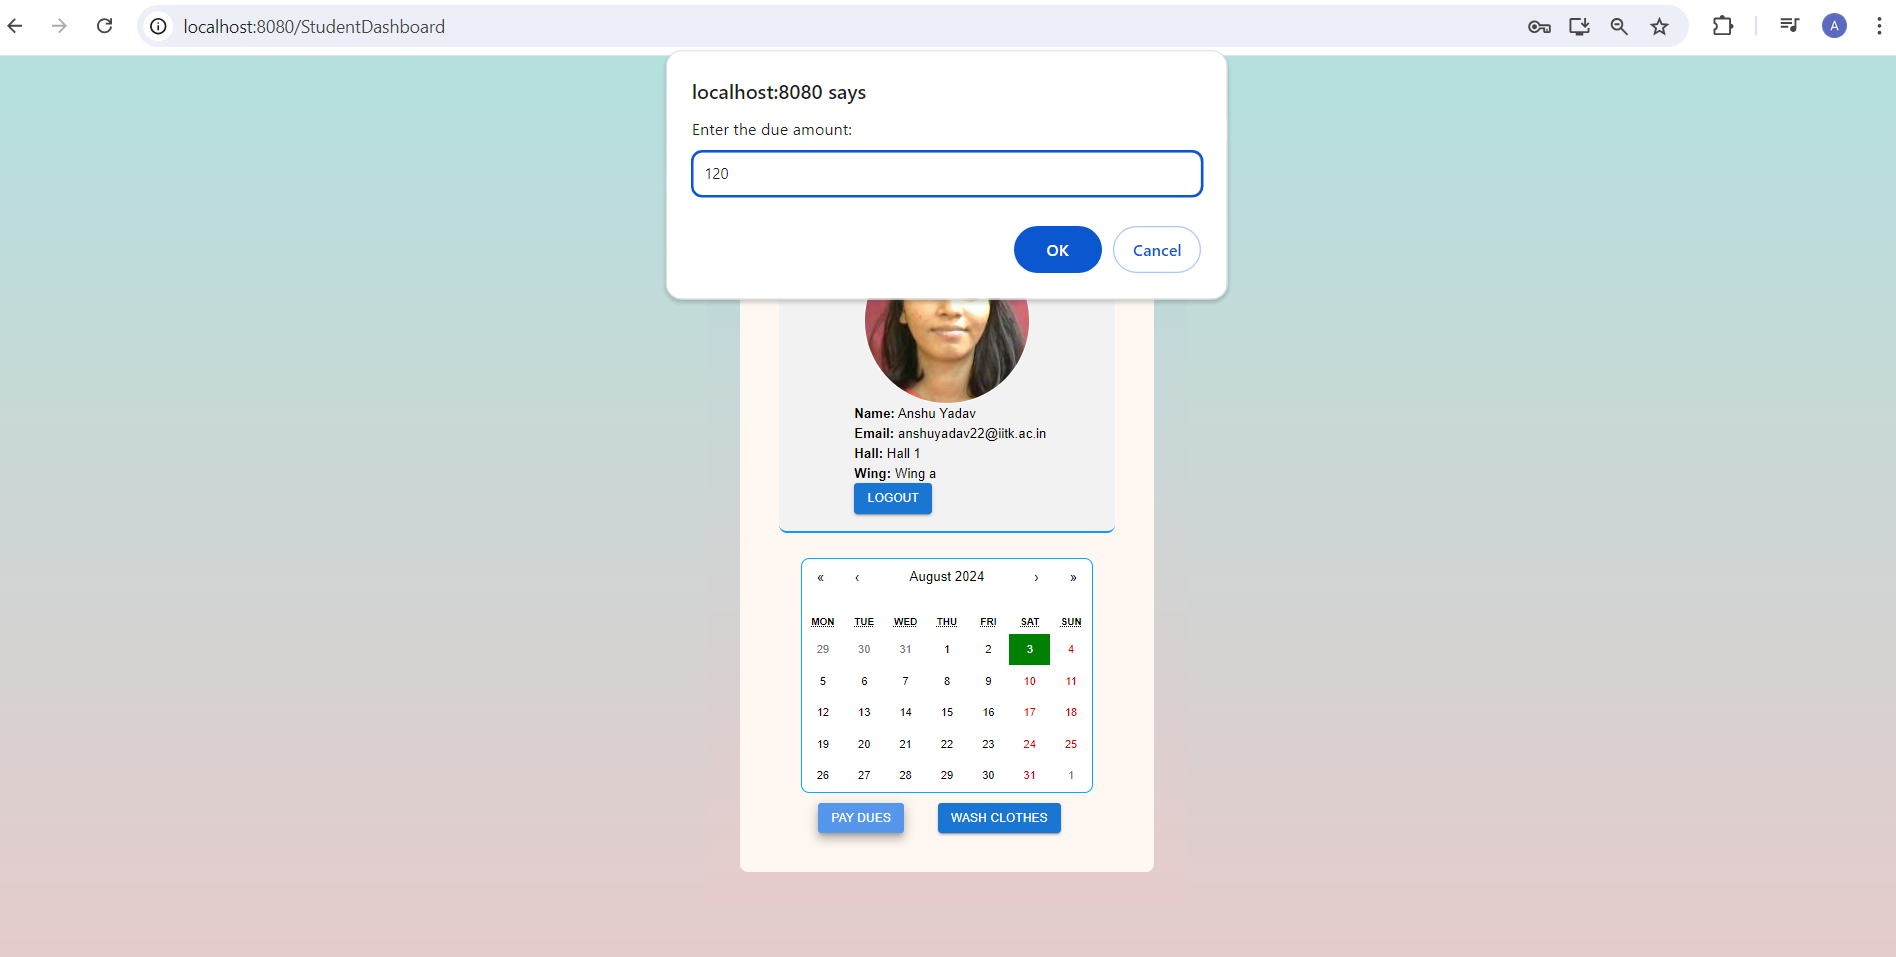 localhost:8080/StudentDashboard
A
localhost:8080 says
Enter the due amount:
120
OK Cancel
Name: Anshu Yadav
Email: anshuyadav22@iitk.ac.in
Hall: Hall 1
Wing: Wing a
LOGOUT
« ‹ August 2024 › »
MON TUE WED THU FRI SAT SUN
29 30 31 1 2 3 4
5 6 7 8 9 10 11
12 13 14 15 16 17 18
19 20 21 22 23 24 25
26 27 28 29 30 31 1
PAY DUES WASH CLOTHES